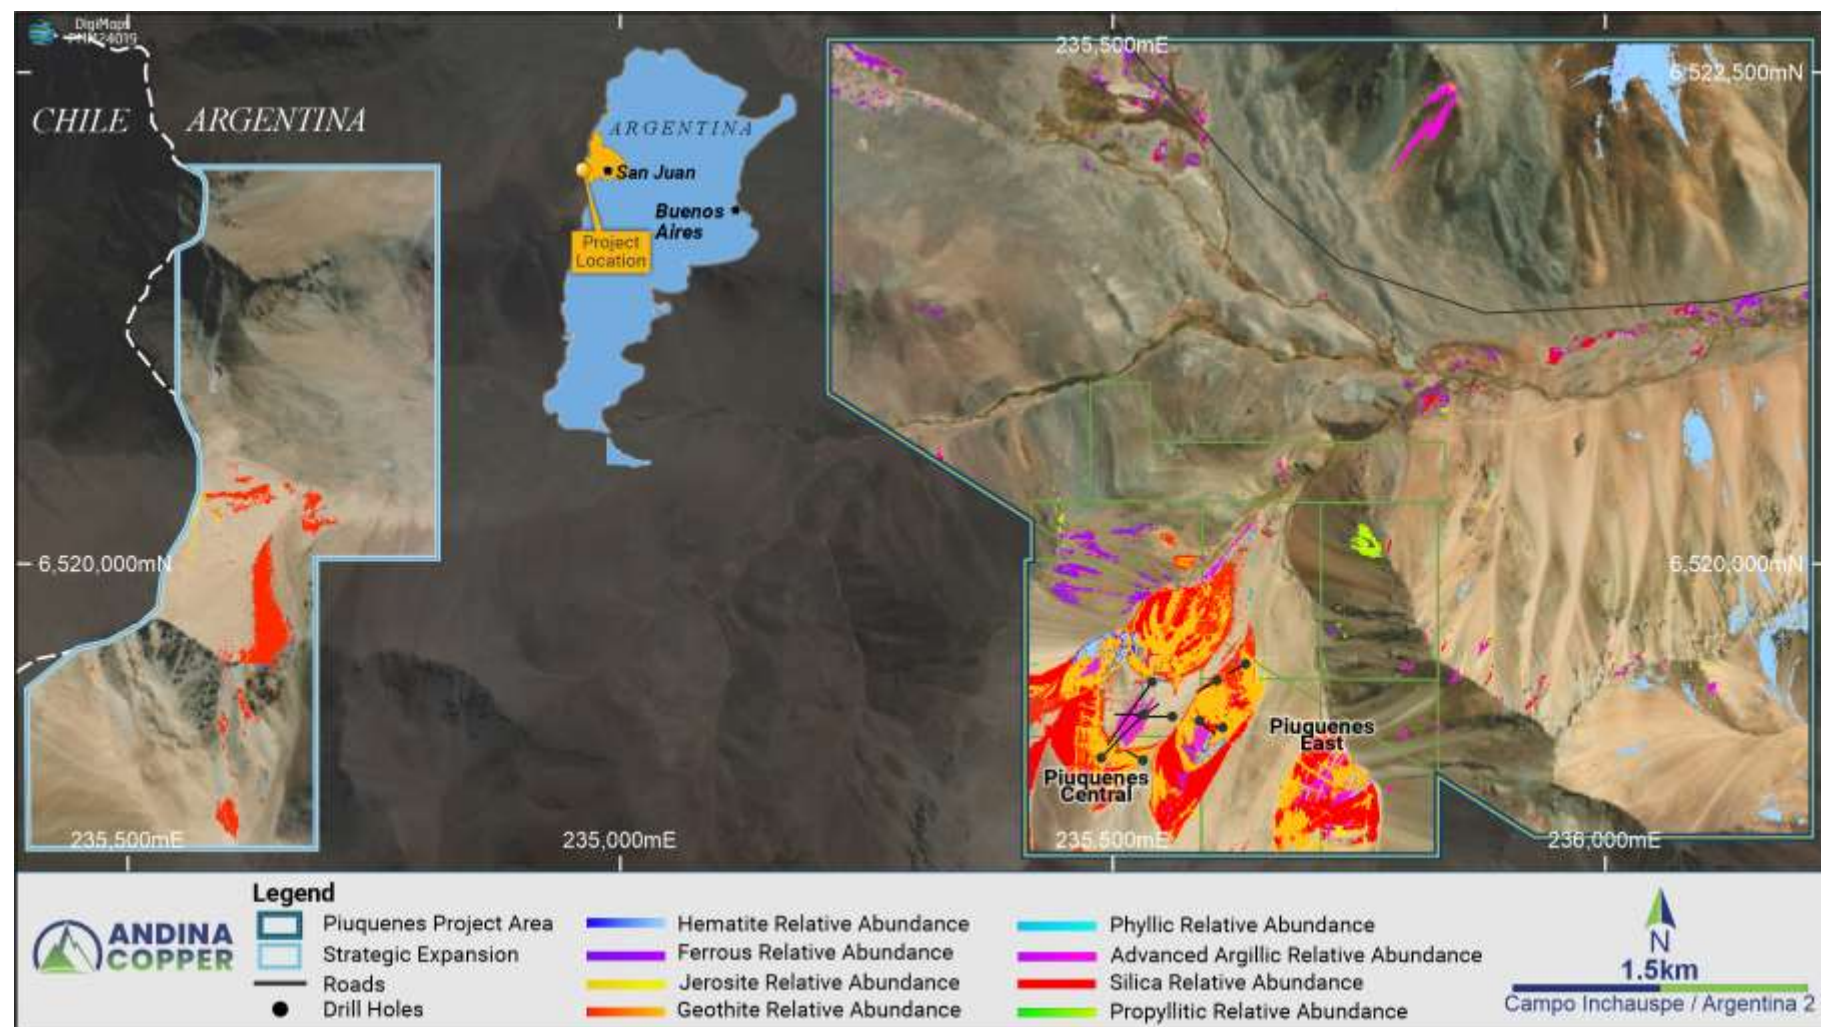 DigiMaps
PMM24019
235,500mE
6,522,500mN
CHILE
ARGENTINA
ARGENTINA
San Juan
Buenos
Aires
Project
Location
6,520,000mN
6,520,000mN
Piuquenes
East
Piuquenes
Central
235,500mE
235,000mE
235,500mE
236,000mE
Legend
ANDINA
COPPER
Piuquenes Project Area
Strategic Expansion
Roads
Drill Holes
Hematite Relative Abundance
Ferrous Relative Abundance
Jerosite Relative Abundance
Geothite Relative Abundance
Phyllic Relative Abundance
Advanced Argillic Relative Abundance
Silica Relative Abundance
Propyllitic Relative Abundance
N
1.5km
Campo Inchauspe / Argentina 2